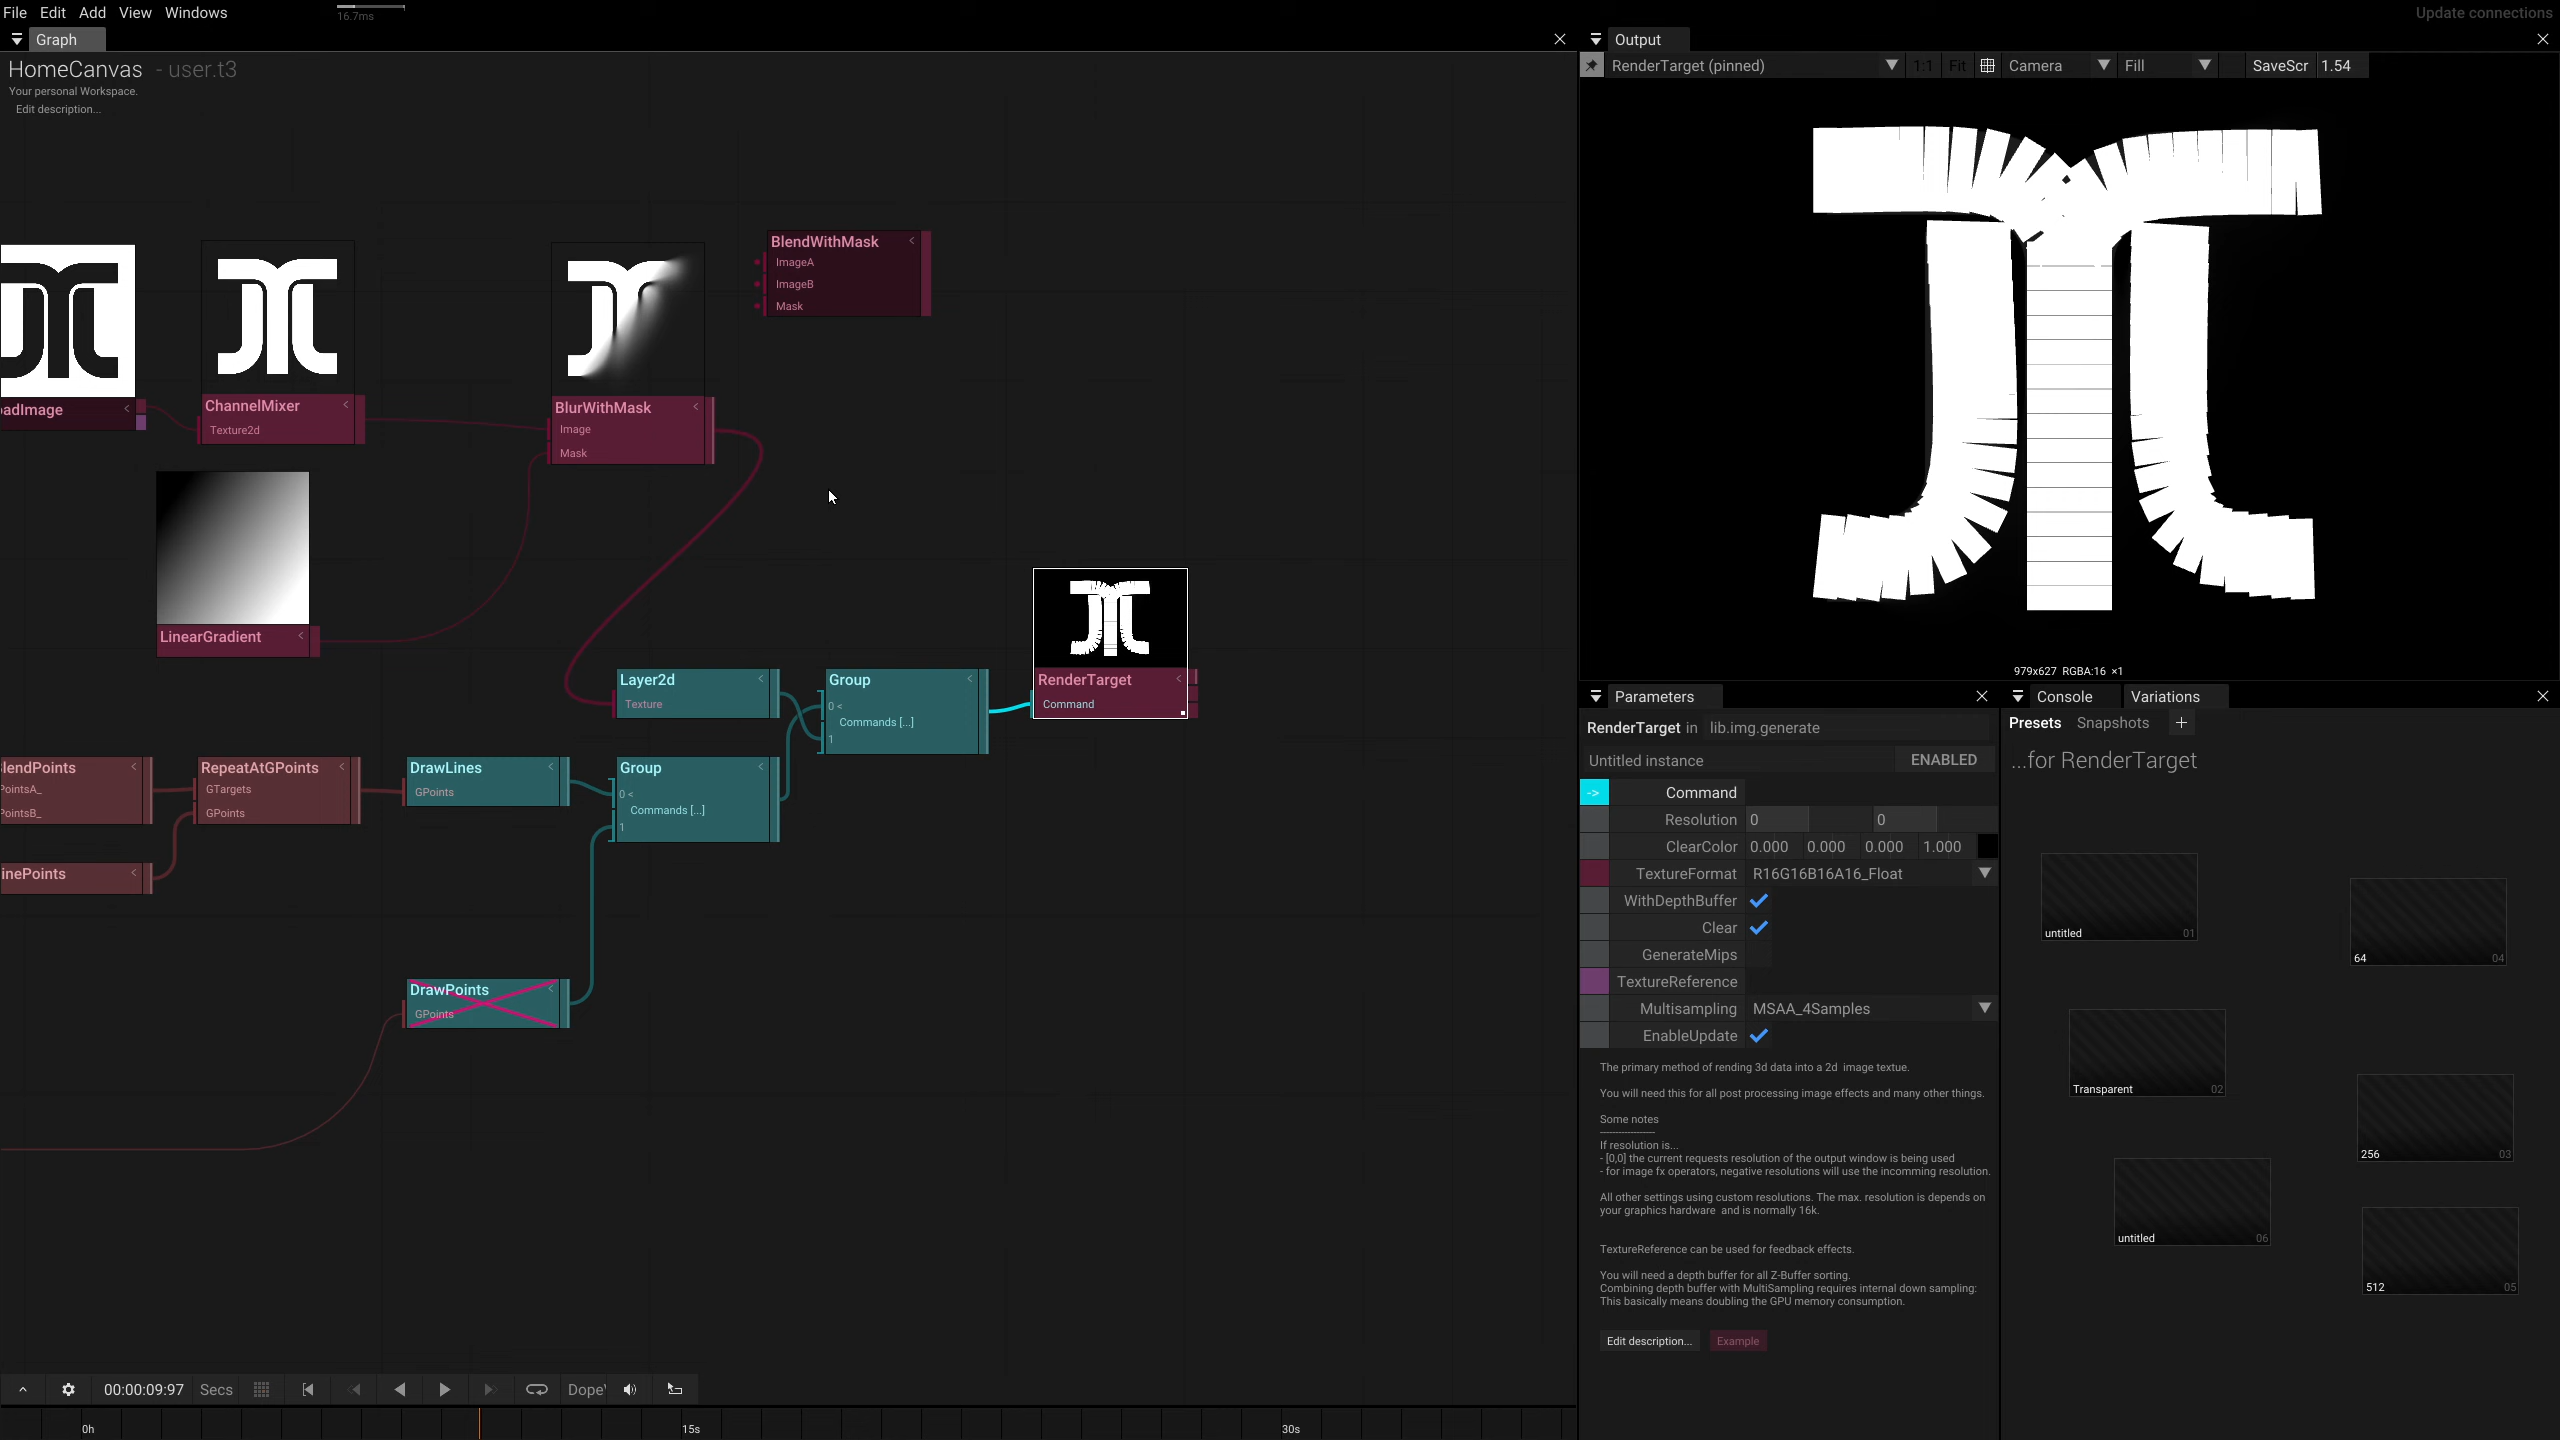 File Edit Add View Windows
16.7ms
Update connections
Graph
HomeCanvas - user.t3
Your personal Workspace.
Edit description...
BlendWithMask
ImageA
ImageB
Mask
adImage
ChannelMixer
Texture2d
BlurWithMask
Image
Mask
LinearGradient
Layer2d
Texture
Group
0 <
Commands [...]
1
RenderTarget
Command
lendPoints
PointsA_
PointsB_
RepeatAtGPoints
GTargets
GPoints
DrawLines
GPoints
Group
0 <
Commands [...]
1
inePoints
DrawPoints
GPoints
00:00:09:97 Secs
Dope
0h 15s 30s
Output
RenderTarget (pinned) 1:1 Fit Camera Fill SaveScr 1.54
979x627 RGBA:16 ×1
Parameters
RenderTarget in lib.img.generate
Untitled instance ENABLED
-> Command
Resolution 0 0
ClearColor 0.000 0.000 0.000 1.000
TextureFormat R16G16B16A16_Float
WithDepthBuffer
Clear
GenerateMips
TextureReference
Multisampling MSAA_4Samples
EnableUpdate
The primary method of rending 3d data into a 2d image textue.
You will need this for all post processing image effects and many other things.
Some notes
---------------------
If resolution is...
- [0,0] the current requests resolution of the output window is being used
- for image fx operators, negative resolutions will use the incomming resolution.
All other settings using custom resolutions. The max. resolution is depends on
your graphics hardware and is normally 16k.
TextureReference can be used for feedback effects.
You will need a depth buffer for all Z-Buffer sorting.
Combining depth buffer with MultiSampling requires internal down sampling:
This basically means doubling the GPU memory consumption.
Edit description... Example
Console Variations
Presets Snapshots +
...for RenderTarget
untitled 01
64 04
Transparent 02
256 03
untitled 06
512 05